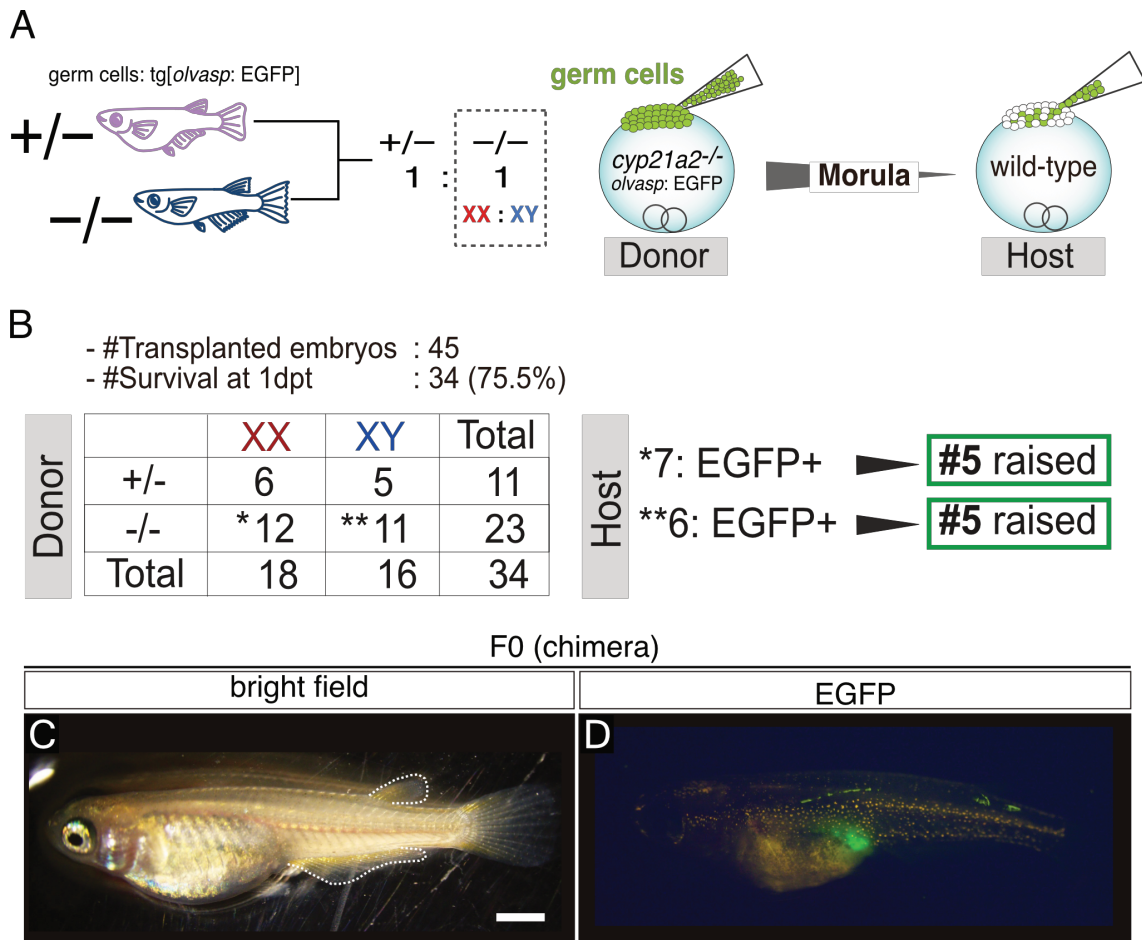 A
germ cells: tg[olvasp: EGFP]
+/−
−/−
+/− −/−
1 : 1
XX : XY
germ cells
cyp21a2-/-
olvasp: EGFP
Donor
Morula
wild-type
Host
B
- #Transplanted embryos : 45
- #Survival at 1dpt : 34 (75.5%)
Donor
XX XY Total
+/- 6 5 11
-/- *12 **11 23
Total 18 16 34
Host
*7: EGFP+ #5 raised
**6: EGFP+ #5 raised
F0 (chimera)
bright field
EGFP
C
D